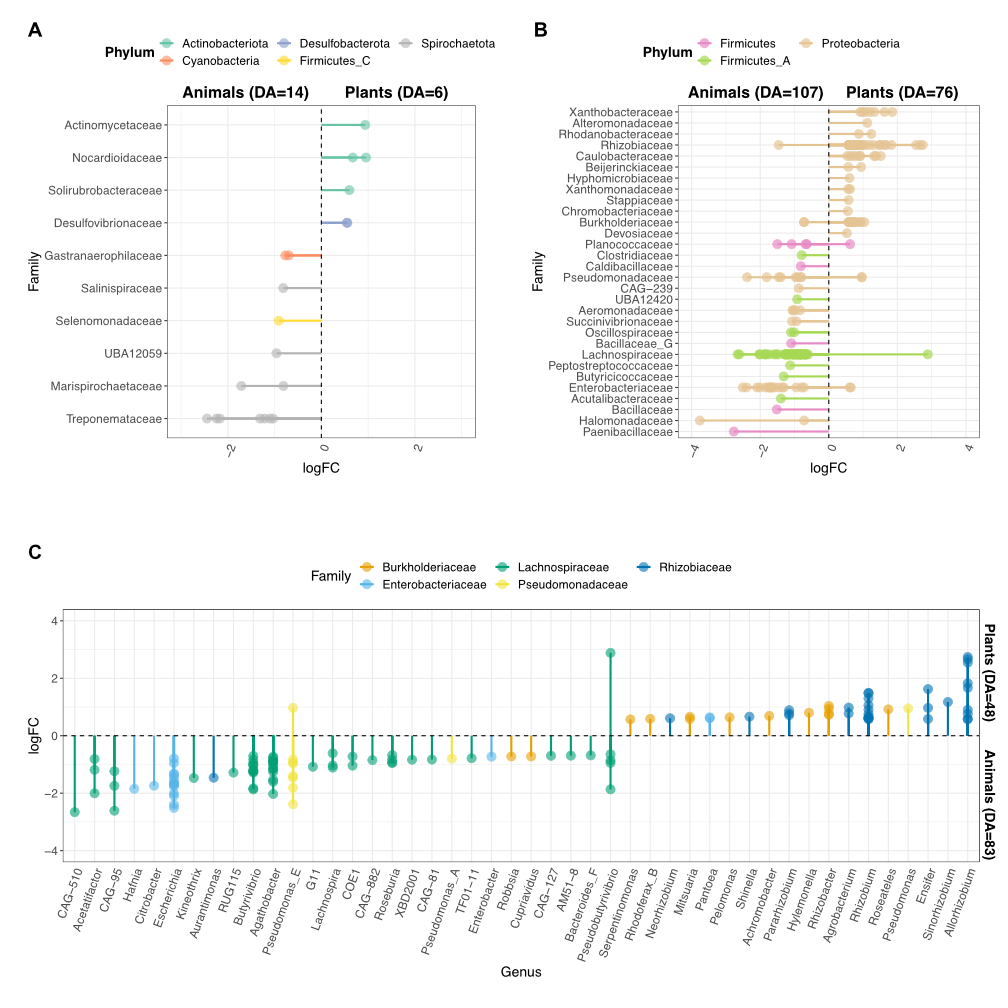 A
Phylum
Actinobacteriota
Desulfobacterota
Spirochaetota
Cyanobacteria
Firmicutes_C
Animals (DA=14)
Plants (DA=6)
Family
Actinomycetaceae
Nocardioidaceae
Solirubrobacteraceae
Desulfovibrionaceae
Gastranaerophilaceae
Salinispiraceae
Selenomonadaceae
UBA12059
Marispirochaetaceae
Treponemataceae
−2
0
2
logFC
B
Phylum
Firmicutes
Proteobacteria
Firmicutes_A
Animals (DA=107)
Plants (DA=76)
Family
Xanthobacteraceae
Alteromonadaceae
Rhodanobacteraceae
Rhizobiaceae
Caulobacteraceae
Beijerinckiaceae
Hyphomicrobiaceae
Xanthomonadaceae
Stappiaceae
Chromobacteriaceae
Burkholderiaceae
Devosiaceae
Planococcaceae
Clostridiaceae
Caldibacillaceae
Pseudomonadaceae
CAG−239
UBA12420
Aeromonadaceae
Succinivibrionaceae
Oscillospiraceae
Bacillaceae_G
Lachnospiraceae
Peptostreptococcaceae
Butyricicoccaceae
Enterobacteriaceae
Acutalibacteraceae
Bacillaceae
Halomonadaceae
Paenibacillaceae
−4
−2
0
2
4
logFC
C
Family
Burkholderiaceae
Lachnospiraceae
Rhizobiaceae
Enterobacteriaceae
Pseudomonadaceae
logFC
4
2
0
−2
−4
Plants (DA=48)
Animals (DA=83)
CAG−510
Acetatifactor
CAG−95
Hafnia
Citrobacter
Escherichia
Kineothrix
Aurantimonas
RUG115
Butyrivibrio
Agathobacter
Pseudomonas_E
G11
Lachnospira
COE1
CAG−882
Roseburia
XBD2001
CAG−81
Pseudomonas_A
TF01−11
Enterobacter
Robbsia
Cupriavidus
CAG−127
AM51−8
Bacteroides_F
Pseudobutyrivibrio
Serpentinomonas
Rhodoferax_B
Neorhizobium
Mitsuaria
Pantoea
Pelomonas
Shinella
Achromobacter
Pararhizobium
Hylemonella
Rhizobacter
Agrobacterium
Rhizobium
Roseateles
Pseudomonas
Ensifer
Sinorhizobium
Allorhizobium
Genus